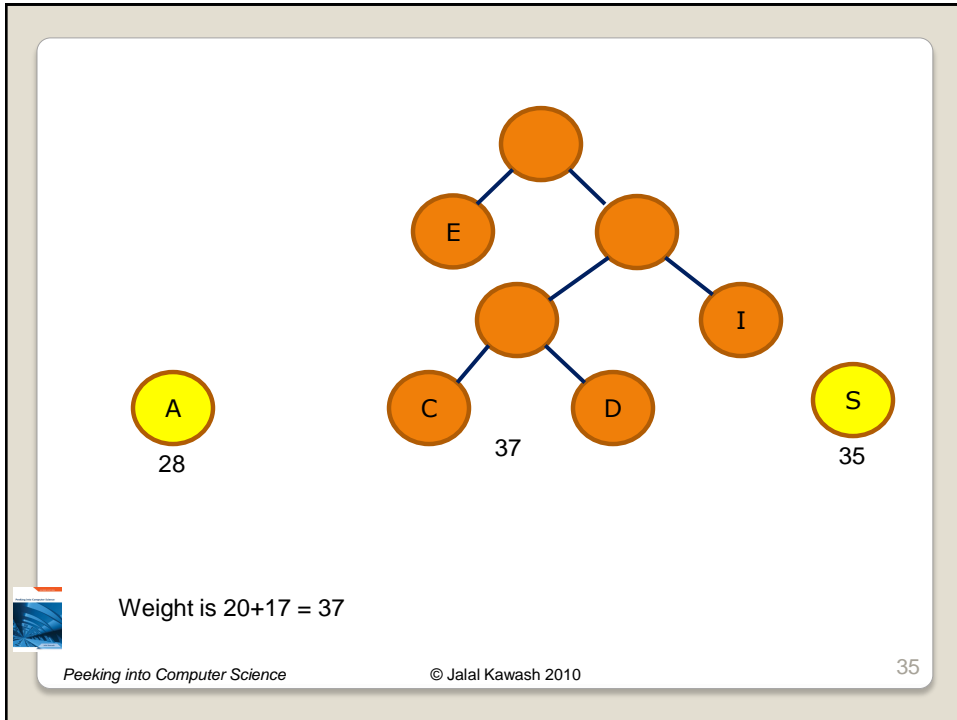 E
I
A
C
D
S
28
37
35
Weight is 20+17 = 37
Peeking into Computer Science
© Jalal Kawash 2010
35